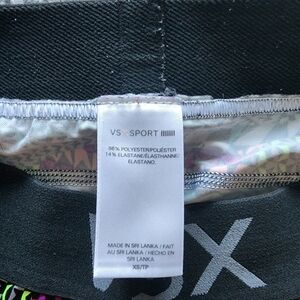 VS SPORT
86% POLYESTER/POLIÉSTER
14% ELASTANE/ÉLASTHANNE/
ELASTANO.
MADE IN SRI LANKA / FAIT
AU SRI LANKA / HECHO EN
SRI LANKA
XS/TP
VSX